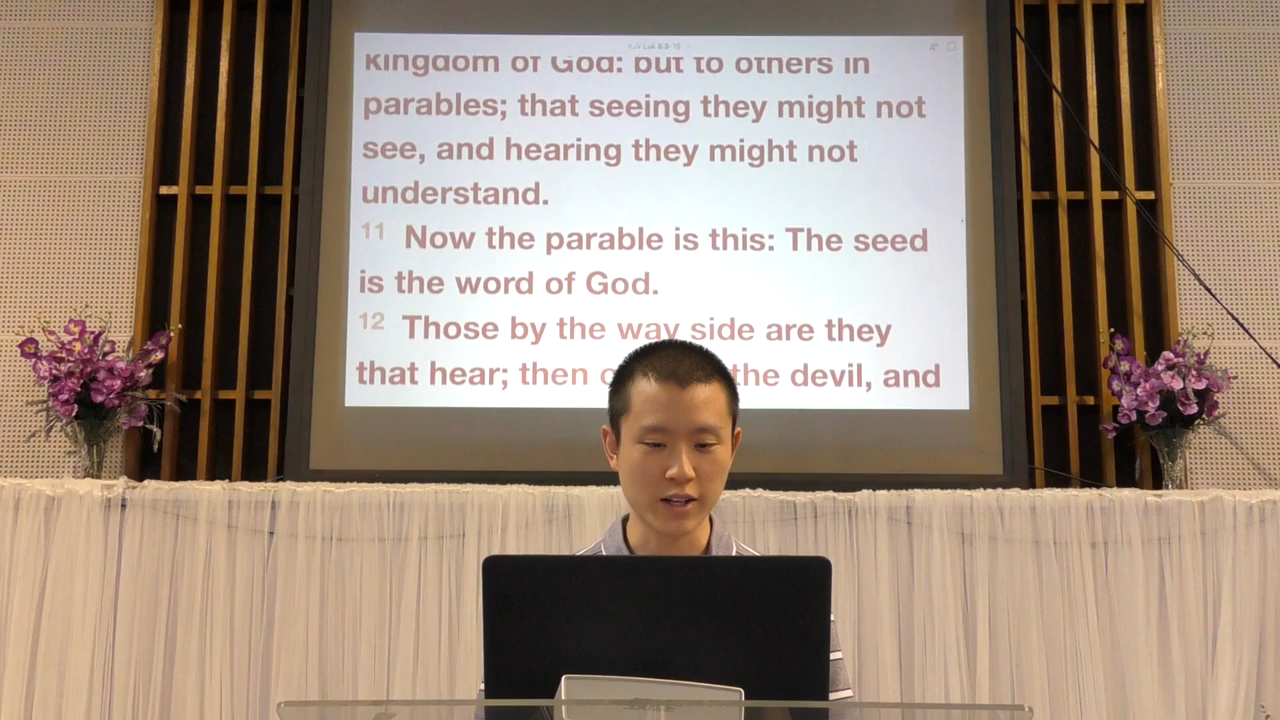 kingdom of God: but to others in
parables; that seeing they might not
see, and hearing they might not
understand.
11 Now the parable is this: The seed
is the word of God.
12 Those by the way side are they
that hear; then the devil, and